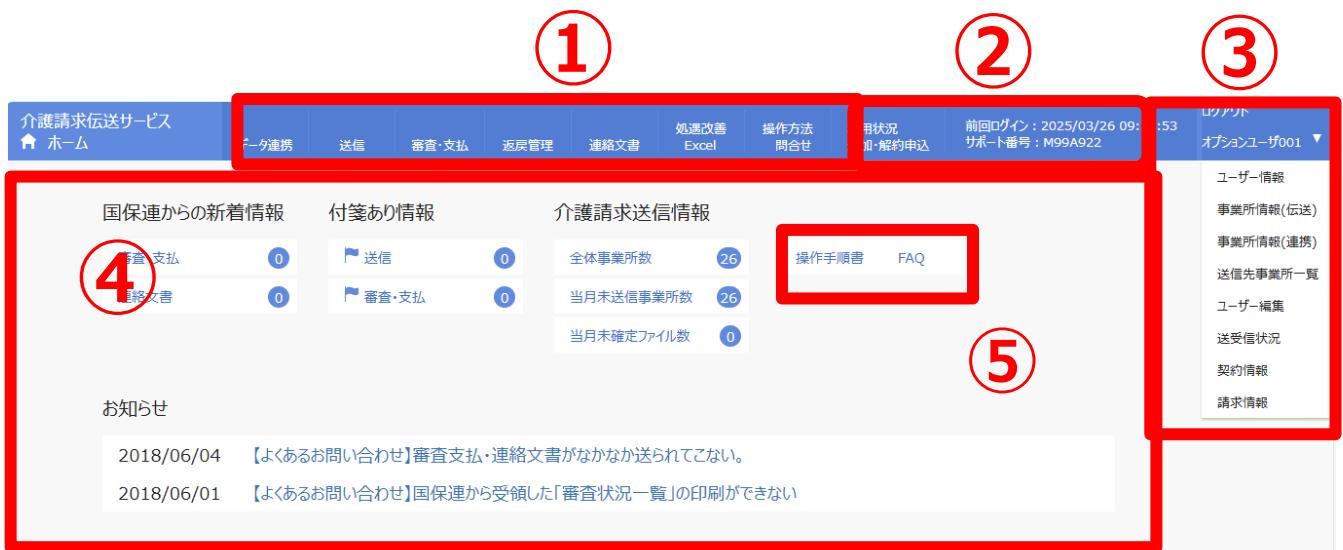 ①
②
③
介護請求伝送サービス
ホーム
データ連携
送信
審査・支払
返戻管理
連絡文書
処遇改善
Excel
操作方法
問合せ
用状況
加・解約申込
前回ログイン：2025/03/26 09:
:53
サポート番号：M99A922
ログアウト
オプションユーザ001 ▼
ユーザー情報
事業所情報(伝送)
事業所情報(連携)
送信先事業所一覧
ユーザー編集
送受信状況
契約情報
請求情報
国保連からの新着情報
④
審査・支払 0
連絡文書 0
付箋あり情報
送信 0
審査・支払 0
介護請求送信情報
全体事業所数 26
当月未送信事業所数 26
当月未確定ファイル数 0
操作手順書 FAQ
⑤
お知らせ
2018/06/04 【よくあるお問い合わせ】審査支払・連絡文書がなかなか送られてこない。
2018/06/01 【よくあるお問い合わせ】国保連から受領した「審査状況一覧」の印刷ができない